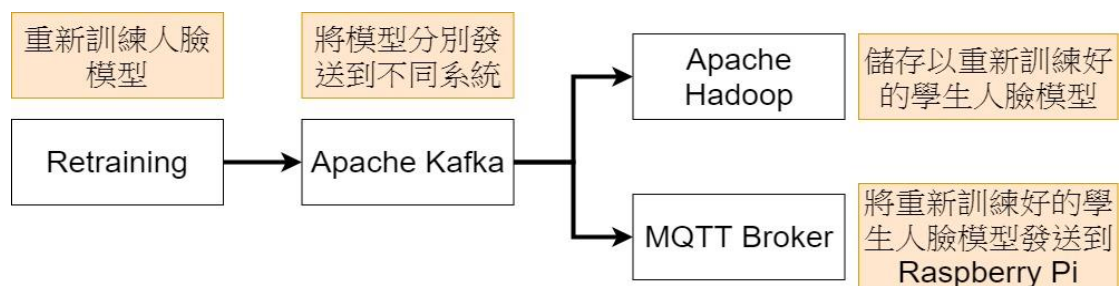 重新訓練人臉
模型
將模型分別發
送到不同系統
Retraining
Apache Kafka
Apache
Hadoop
儲存以重新訓練好
的學生人臉模型
MQTT Broker
將重新訓練好的學
生人臉模型發送到
Raspberry Pi